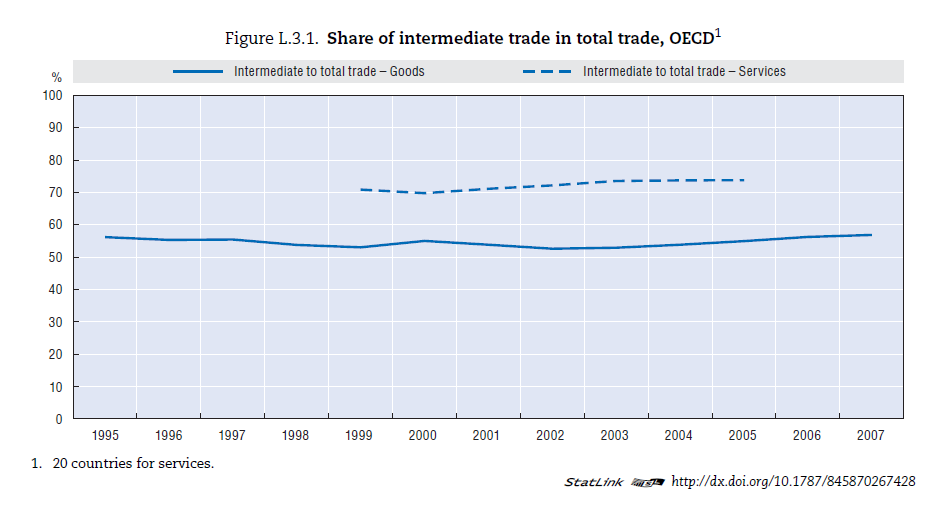 Figure L.3.1. Share of intermediate trade in total trade, OECD1
Intermediate to total trade – Goods
Intermediate to total trade – Services
%
100
90
80
70
60
50
40
30
20
10
0
1995 1996 1997 1998 1999 2000 2001 2002 2003 2004 2005 2006 2007
1. 20 countries for services.
StatLink http://dx.doi.org/10.1787/845870267428